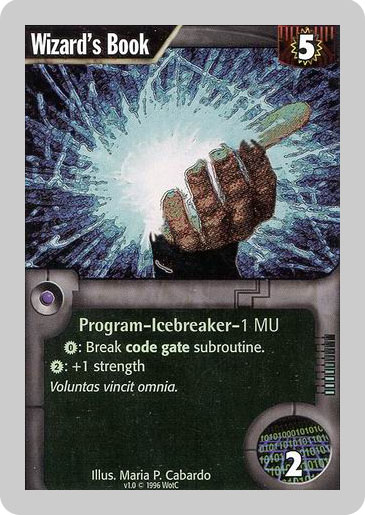 Wizard's Book
5
Program-Icebreaker-1 MU
0: Break code gate subroutine.
2: +1 strength
Voluntas vincit omnia.
2
Illus. Maria P. Cabardo
v1.0 © 1996 WotC